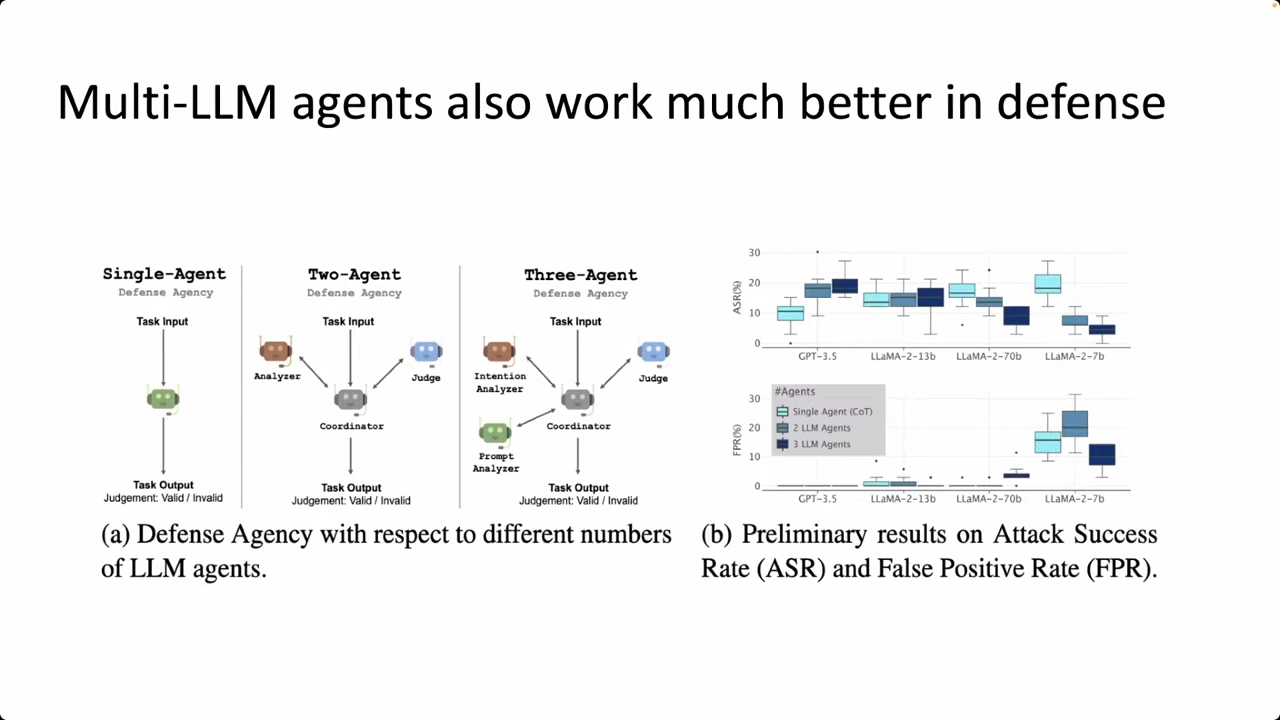 Multi-LLM agents also work much better in defense
Single-Agent
Defense Agency
Task Input
Task Output
Judgement: Valid / Invalid
Two-Agent
Defense Agency
Task Input
Analyzer
Judge
Coordinator
Task Output
Judgement: Valid / Invalid
Three-Agent
Defense Agency
Task Input
Intention
Analyzer
Judge
Coordinator
Prompt
Analyzer
Task Output
Judgement: Valid / Invalid
(a) Defense Agency with respect to different numbers
of LLM agents.
ASR(%)
30
20
10
0
GPT-3.5 LLaMA-2-13b LLaMA-2-70b LLaMA-2-7b
FPR(%)
30
20
10
0
#Agents
Single Agent (CoT)
2 LLM Agents
3 LLM Agents
GPT-3.5 LLaMA-2-13b LLaMA-2-70b LLaMA-2-7b
(b) Preliminary results on Attack Success
Rate (ASR) and False Positive Rate (FPR).